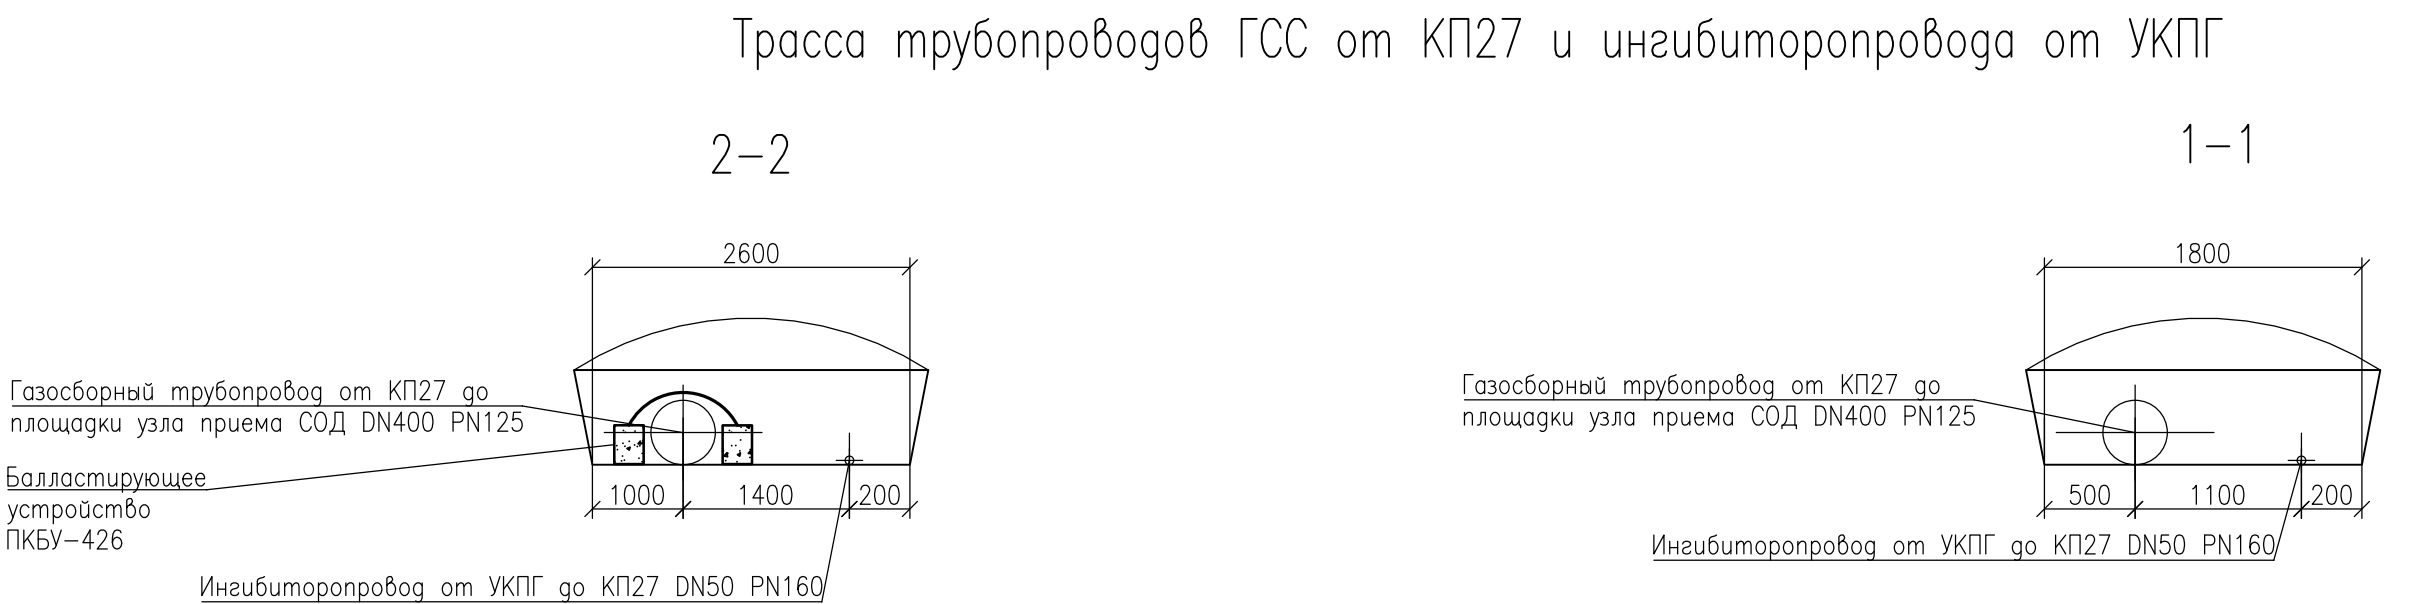 Трасса трубопроводов ГСС от КП27 и ингибиторопровода от УКПГ
2-2
2600
Газосборный трубопровод от КП27 до
площадки узла приема СОД DN400 PN125
Балластирующее
устройство
ПКБУ-426
1000
1400
200
Ингибиторопровод от УКПГ до КП27 DN50 PN160
1-1
1800
Газосборный трубопровод от КП27 до
площадки узла приема СОД DN400 PN125
500
1100
200
Ингибиторопровод от УКПГ до КП27 DN50 PN160